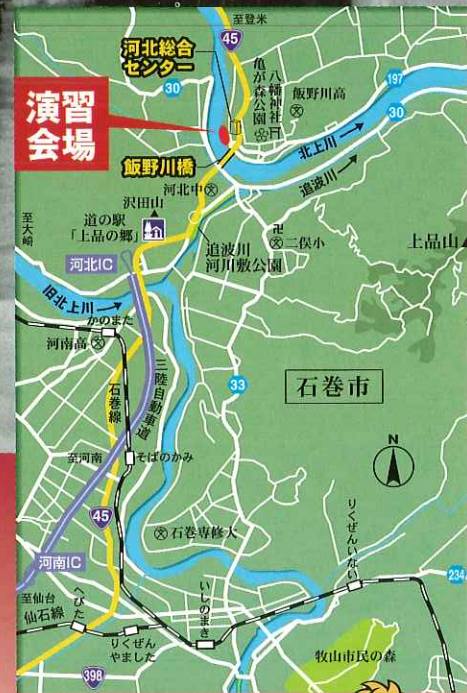 至登米
45
河北総合
センター
亀が森公園
八幡神社
飯野川高
197
30
30
演習
会場
北上川
飯野川橋
追波川
河北中
沢田山
至大崎
道の駅
「上品の郷」
追波川
河川敷公園
二俣小
上品山
河北IC
旧北上川
かのまた
河南高
三陸自動車道
石巻線
33
石巻市
N
至河南
そばのかみ
45
石巻専修大
りくぜんいない
河南IC
234
至仙台
仙石線
へびた
いしのまき
りくぜん
やました
牧山市民の森
398